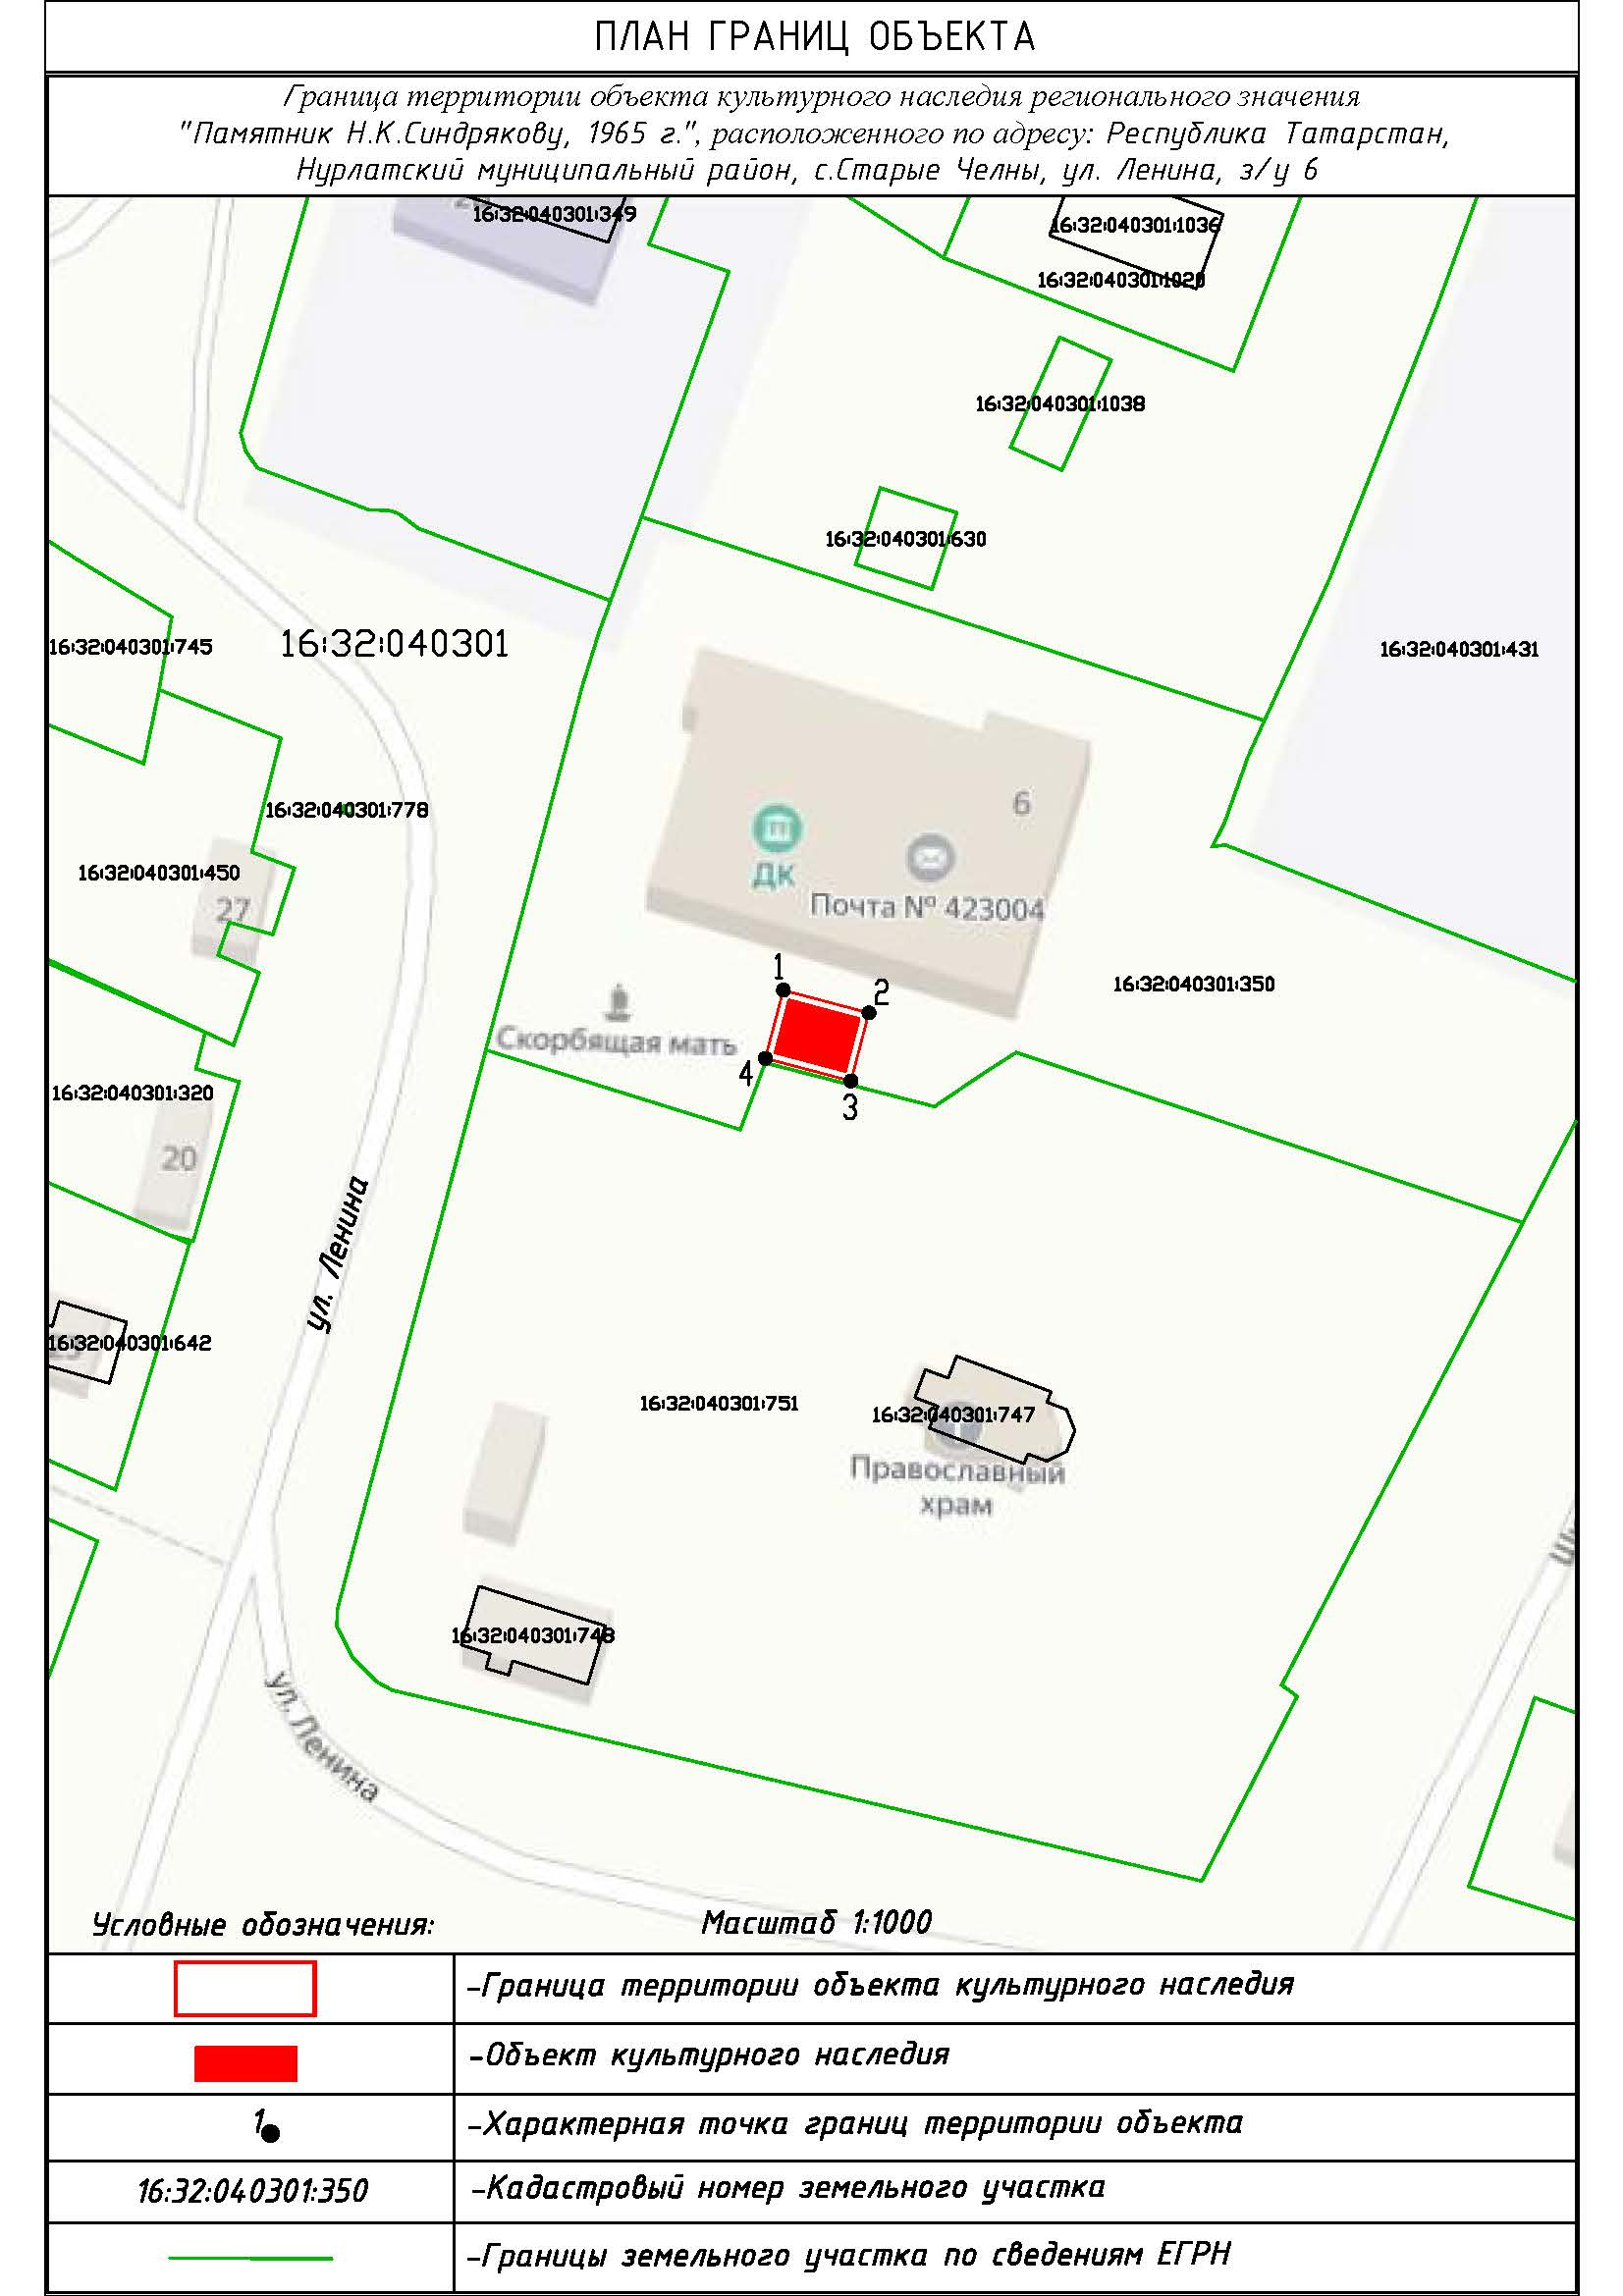 ПЛАН ГРАНИЦ ОБЪЕКТА
Граница территории объекта культурного наследия регионального значения
"Памятник Н.К.Синдрякову, 1965 г.", расположенного по адресу: Республика Татарстан,
Нурлатский муниципальный район, с.Старые Челны, ул. Ленина, з/у 6
16:32:040301:349
16:32:040301:1036
16:32:040301:1020
16:32:040301:1038
16:32:040301:630
16:32:040301:745
16:32:040301
16:32:040301:431
6
16:32:040301:778
ДК
16:32:040301:450
27
Почта № 423004
1
2
16:32:040301:350
Скорбящая мать
4
3
16:32:040301:320
20
ул. Ленина
16:32:040301:642
16:32:040301:751
16:32:040301:747
Православный
храм
16:32:040301:748
ул. Ленина
Условные обозначения:
Масштаб 1:1000
-Граница территории объекта культурного наследия
-Объект культурного наследия
1
-Характерная точка границ территории объекта
16:32:040301:350
-Кадастровый номер земельного участка
-Границы земельного участка по сведениям ЕГРН